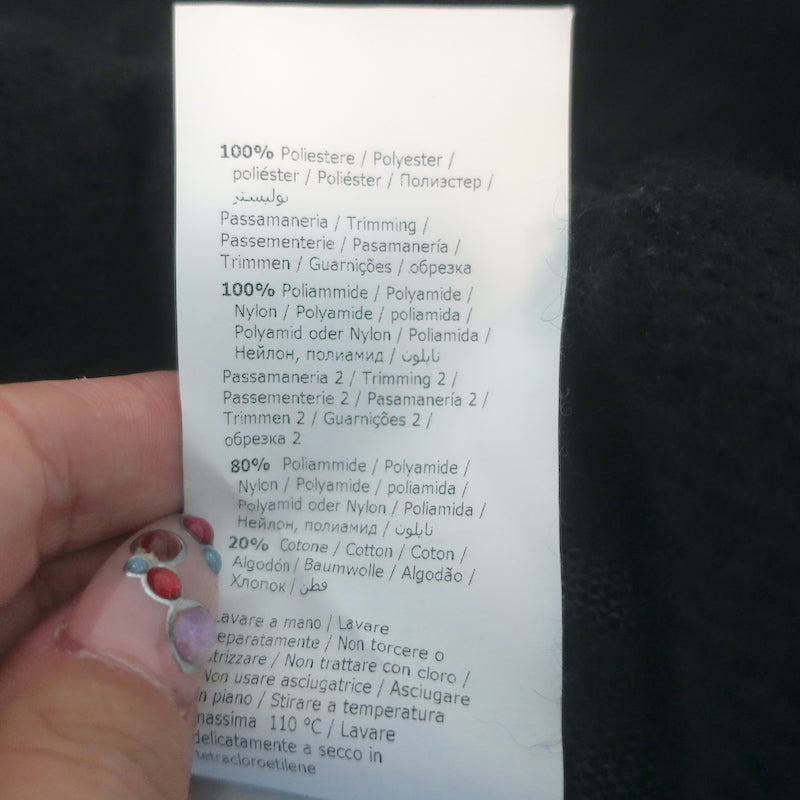 100% Poliestere / Polyester /
poliéster / Poliéster / Полиэстер /
بوليستر
Passamaneria / Trimming /
Passementerie / Pasamanería /
Trimmen / Guarnições / обрезка
100% Poliammide / Polyamide /
Nylon / Polyamide / poliamida /
Polyamid oder Nylon / Poliamida /
Нейлон, полиамид / نايلون
Passamaneria 2 / Trimming 2 /
Passementerie 2 / Pasamanería 2 /
Trimmen 2 / Guarnições 2 /
обрезка 2
80% Poliammide / Polyamide /
Nylon / Polyamide / poliamida /
Polyamid oder Nylon / Poliamida /
Нейлон, полиамид / نايلون
20% Cotone / Cotton / Coton /
Algodón / Baumwolle / Algodão /
Хлопок / قطن
Lavare a mano / Lavare
eparatamente / Non torcere o
strizzare / Non trattare con cloro /
Non usare asciugatrice / Asciugare
in piano / Stirare a temperatura
massima 110 °C / Lavare
delicatamente a secco in
tetracloroetilene